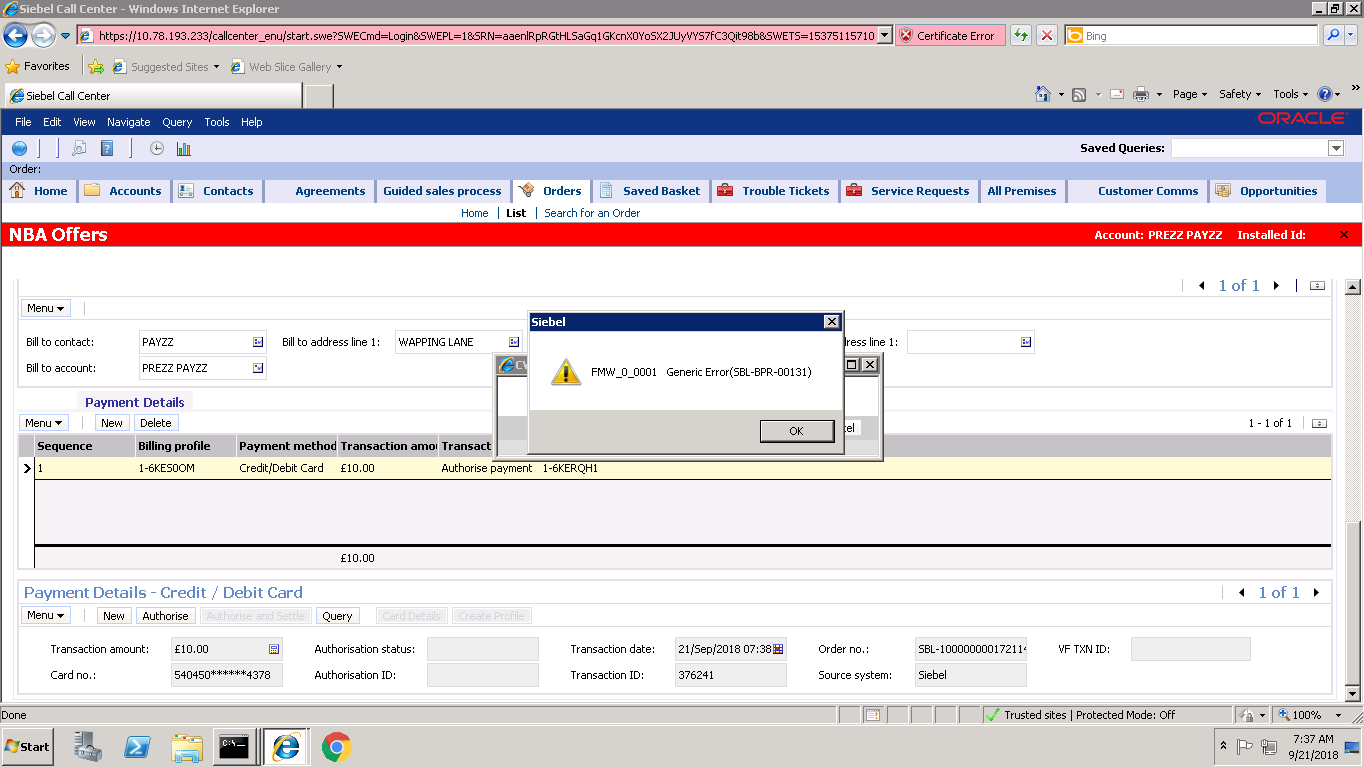 Siebel Call Center - Windows Internet Explorer
https://10.78.193.233/callcenter_enu/start.swe?SWECmd=Login&SWEPL=1&SRN= Certificate Error Bing
Favorites Suggested Sites Web Slice Gallery
Siebel Call Center Page Safety Tools
File Edit View Navigate Query Tools Help ORACLE
Saved Queries:
Order:
Home Accounts Contacts Agreements Guided sales process Orders Saved Basket Trouble Tickets Service Requests All Premises Customer Comms Opportunities
Home List Search for an Order
NBA Offers Account: PREZZ PAYZZ Installed Id:
1 of 1
Menu
Siebel
Bill to contact: PAYZZ Bill to address line 1: WAPPING LANE line 1:
Bill to account: PREZZ PAYZZ
FMW_0_0001 Generic Error(SBL-BPR-00131)
OK
Payment Details
Menu New Delete 1 - 1 of 1
Sequence Billing profile Payment method Transaction amou Transact
1 1-6KES0OM Credit/Debit Card £10.00 Authorise payment 1-6KERQH1
£10.00
Payment Details - Credit / Debit Card 1 of 1
Menu New Authorise Authorise and Settle Query Card Details Create Profile
Transaction amount: £10.00 Authorisation status: Transaction date: 21/Sep/2018 07:38 Order no.: SBL-100000000172114 VF TXN ID:
Card no.: 540450******4378 Authorisation ID: Transaction ID: 376241 Source system: Siebel
Done Trusted sites | Protected Mode: Off 100%
Start 7:37 AM
9/21/2018